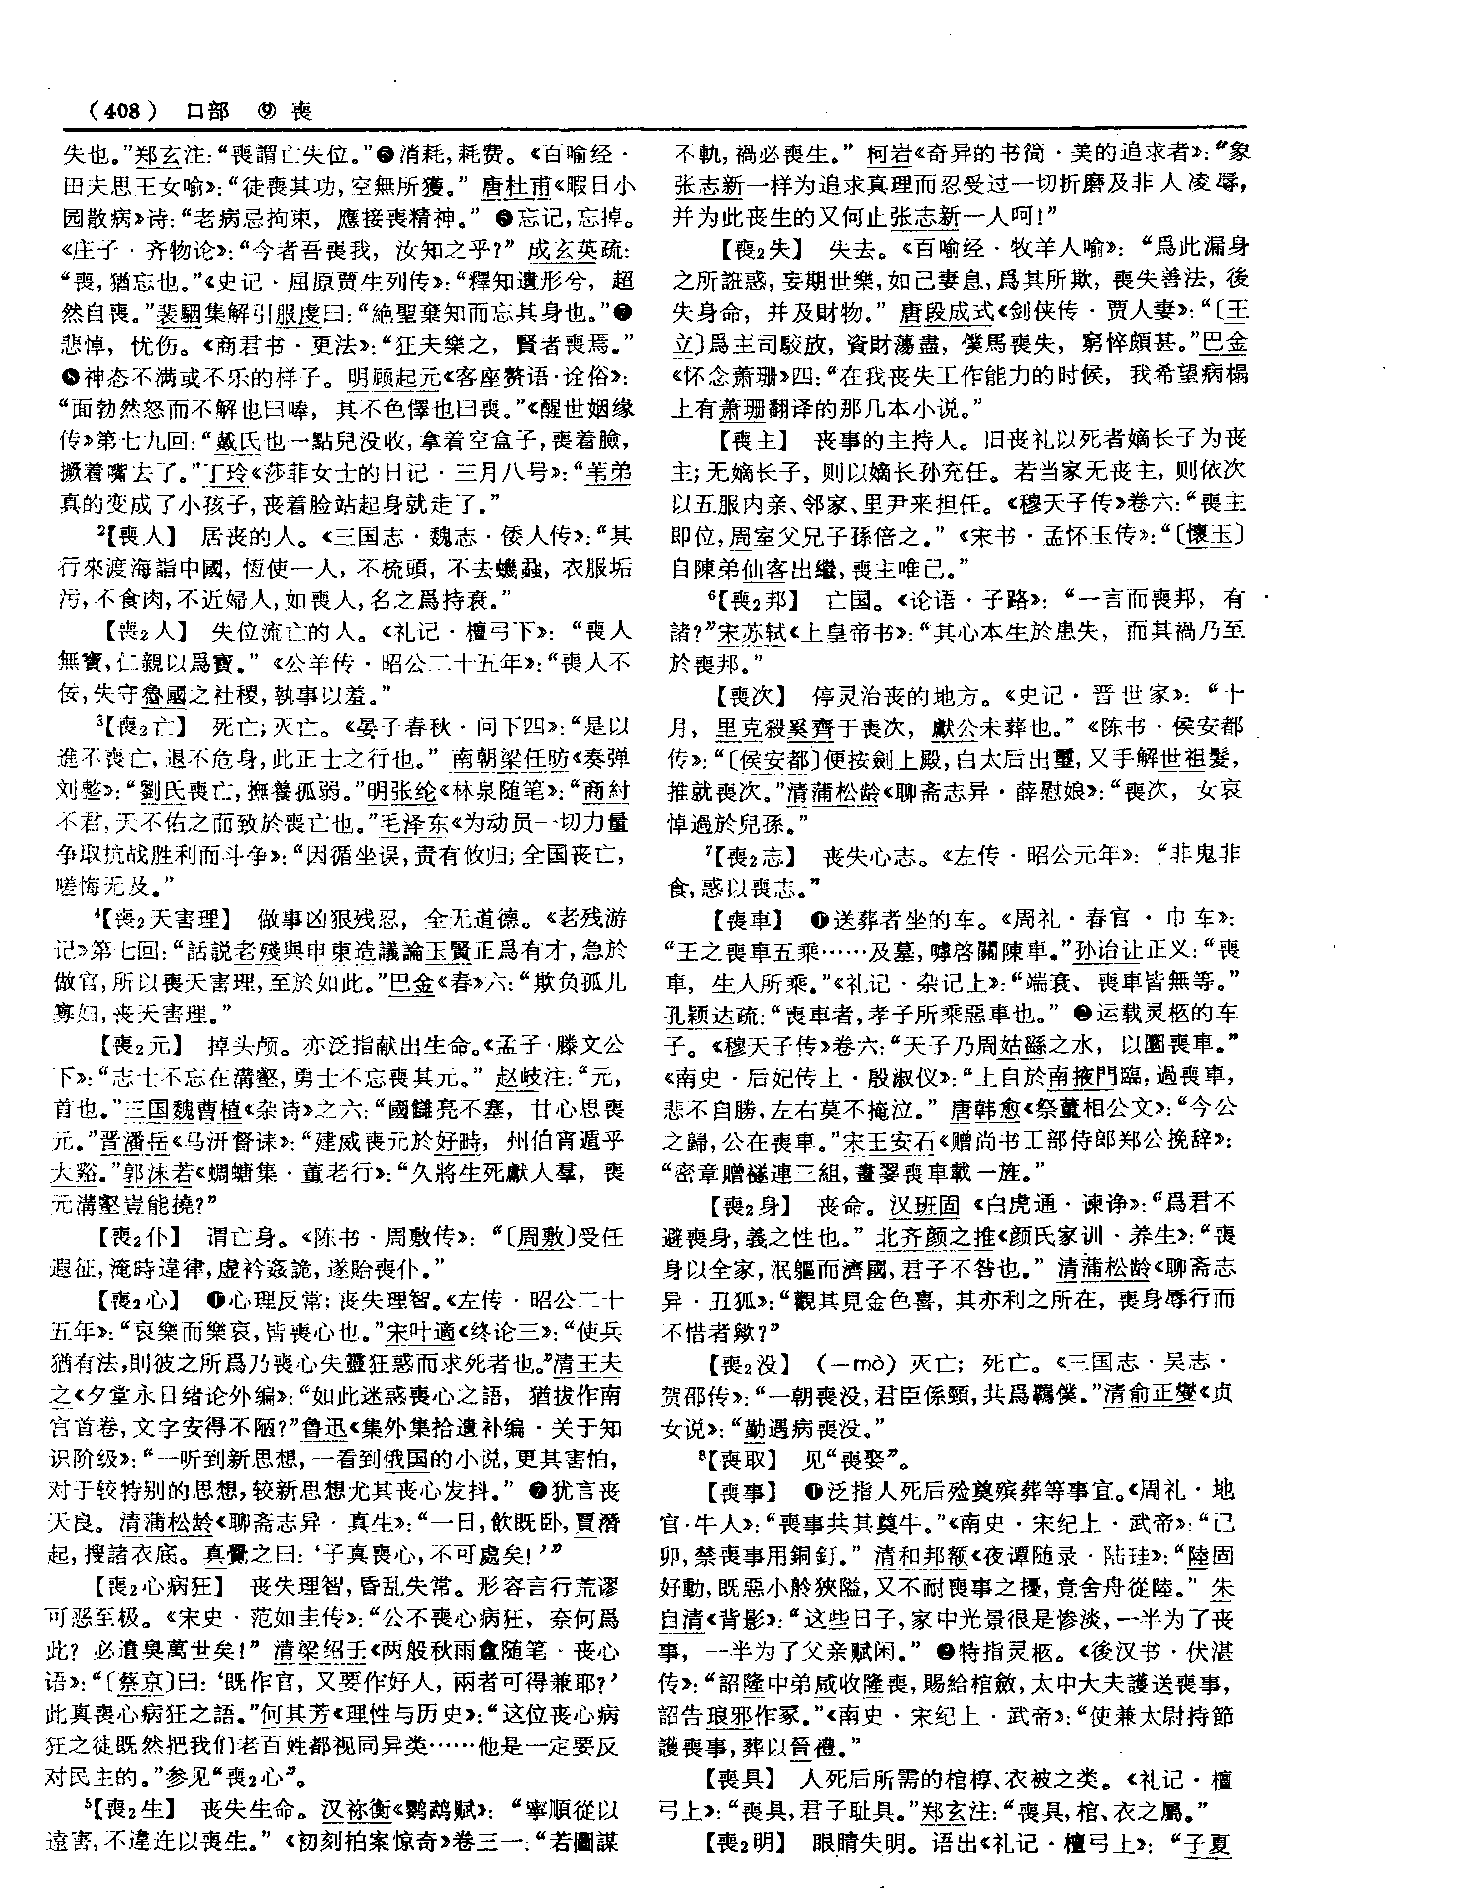 （408） 口部 ⑨ 喪
失也。”郑玄注：“喪謂亡失位。”❺消耗，耗费。《百喻经·
田夫思王女喻》：“徒喪其功，空無所獲。” 唐杜甫《暇日小
园散病》诗：“老病忌拘束，應接喪精神。” ❻忘记，忘掉。
《庄子·齐物论》：“今者吾喪我，汝知之乎？” 成玄英疏：
“喪，猶忘也。”《史记·屈原贾生列传》：“釋知遺形兮，超
然自喪。”裴駰集解引服虔曰：“絶聖棄知而忘其身也。”❼
悲悼，忧伤。《商君书·更法》：“狂夫樂之，賢者喪焉。”
❽神态不满或不乐的样子。明顾起元《客座赘语·诠俗》：
“面勃然怒而不解也曰嗙，其不色懌也曰喪。”《醒世姻缘
传》第七九回：“戴氏也一點兒没收，拿着空盒子，喪着臉，
撅着嘴去了。”丁玲《莎菲女士的日记·三月八号》：“苇弟
真的变成了小孩子，丧着脸站起身就走了。”
²【喪人】 居丧的人。《三国志·魏志·倭人传》：“其
行來渡海詣中國，恆使一人，不梳頭，不去蟣蝨，衣服垢
污，不食肉，不近婦人，如喪人，名之爲持衰。”
【喪₂人】 失位流亡的人。《礼记·檀弓下》：“喪人
無寶，仁親以爲寶。” 《公羊传·昭公二十五年》：“喪人不
佞，失守魯國之社稷，執事以羞。”
³【喪₂亡】 死亡；灭亡。《晏子春秋·问下四》：“是以
進不喪亡，退不危身，此正士之行也。” 南朝梁任昉《奏弹
刘整》：“劉氏喪亡，撫養孤弱。”明张纶《林泉随笔》：“商紂
不君，天不佑之而致於喪亡也。”毛泽东《为动员一切力量
争取抗战胜利而斗争》：“因循坐误，责有攸归；全国丧亡，
嗟悔无及。”
⁴【喪₂天害理】 做事凶狠残忍，全无道德。《老残游
记》第七回：“話説老殘與申東造議論玉賢正爲有才，急於
做官，所以喪天害理，至於如此。”巴金《春》六：“欺负孤儿
寡妇，丧天害理。”
【喪₂元】 掉头颅。亦泛指献出生命。《孟子·滕文公
下》：“志士不忘在溝壑，勇士不忘喪其元。” 赵岐注：“元，
首也。”三国魏曹植《杂诗》之六：“國讎亮不塞，甘心思喪
元。”晋潘岳《马汧督诔》：“建威喪元於好畤，州伯宵遁乎
大谿。”郭沫若《蜩螗集·董老行》：“久將生死獻人羣，喪
元溝壑豈能撓？”
【喪₂仆】 谓亡身。《陈书·周敷传》：“〔周敷〕受任
遐征，淹時違律，虚衿姦詭，遂貽喪仆。”
【喪₂心】 ❶心理反常；丧失理智。《左传·昭公二十
五年》：“哀樂而樂哀，皆喪心也。”宋叶適《终论三》：“使兵
猶有法，則彼之所爲乃喪心失靈狂惑而求死者也。”清王夫
之《夕堂永日绪论外编》：“如此迷惑喪心之語，猶拔作南
宫首卷，文字安得不陋？”鲁迅《集外集拾遗补编·关于知
识阶级》：“一听到新思想，一看到俄国的小说，更其害怕，
对于较特别的思想，较新思想尤其丧心发抖。” ❷犹言丧
天良。清蒲松龄《聊斋志异·真生》：“一日，飲既卧，賈潛
起，搜諸衣底。真覺之曰：‘子真喪心，不可處矣！’”
【喪₂心病狂】 丧失理智，昏乱失常。形容言行荒谬
可恶至极。《宋史·范如圭传》：“公不喪心病狂，奈何爲
此？必遺臭萬世矣！” 清梁绍壬《两般秋雨盦随笔·丧心
语》：“〔蔡京〕曰：‘既作官，又要作好人，兩者可得兼耶？’
此真喪心病狂之語。”何其芳《理性与历史》：“这位丧心病
狂之徒既然把我们老百姓都视同异类……他是一定要反
对民主的。”参见“喪₂心”。
⁵【喪₂生】 丧失生命。汉祢衡《鹦鹉赋》：“寧順從以
遠害，不違迕以喪生。” 《初刻拍案惊奇》卷三一：“若圖謀
不軌，禍必喪生。” 柯岩《奇异的书简·美的追求者》：“象
张志新一样为追求真理而忍受过一切折磨及非人凌辱，
并为此丧生的又何止张志新一人呵！”
【喪₂失】 失去。《百喻经·牧羊人喻》：“爲此漏身
之所誑惑，妄期世樂，如己妻息，爲其所欺，喪失善法，後
失身命，并及財物。” 唐段成式《剑侠传·贾人妻》：“〔王
立〕爲主司駁放，資財蕩盡，僕馬喪失，窮悴頗甚。”巴金
《怀念萧珊》四：“在我丧失工作能力的时候，我希望病榻
上有萧珊翻译的那几本小说。”
【喪主】 丧事的主持人。旧丧礼以死者嫡长子为丧
主；无嫡长子，则以嫡长孙充任。若当家无丧主，则依次
以五服内亲、邻家、里尹来担任。《穆天子传》卷六：“喪主
即位，周室父兄子孫倍之。” 《宋书·孟怀玉传》：“〔懷玉〕
自陳弟仙客出繼，喪主唯己。”
⁶【喪₂邦】 亡国。《论语·子路》：“一言而喪邦，有
諸？”宋苏轼《上皇帝书》：“其心本生於患失，而其禍乃至
於喪邦。”
【喪次】 停灵治丧的地方。《史记·晋世家》：“十
月，里克殺奚齊于喪次，獻公未葬也。” 《陈书·侯安都
传》：“〔侯安都〕便按劍上殿，白太后出璽，又手解世祖髮，
推就喪次。”清蒲松龄《聊斋志异·薛慰娘》：“喪次，女哀
悼過於兒孫。”
⁷【喪₂志】 丧失心志。《左传·昭公元年》：“非鬼非
食，惑以喪志。”
【喪車】 ❶送葬者坐的车。《周礼·春官·巾车》：
“王之喪車五乘……及墓，嘑啓關陳車。”孙诒让正义：“喪
車，生人所乘。”《礼记·杂记上》：“端衰、喪車皆無等。”
孔颖达疏：“喪車者，孝子所乘惡車也。” ❷运载灵柩的车
子。《穆天子传》卷六：“天子乃周姑繇之水，以圜喪車。”
《南史·后妃传上·殷淑仪》：“上自於南掖門臨，過喪車，
悲不自勝，左右莫不掩泣。” 唐韩愈《祭董相公文》：“今公
之歸，公在喪車。”宋王安石《赠尚书工部侍郎郑公挽辞》：
“密章贈襚連三組，畫翣喪車載一旌。”
【喪₂身】 丧命。汉班固《白虎通·谏诤》：“爲君不
避喪身，義之性也。” 北齐颜之推《颜氏家训·养生》：“喪
身以全家，泯軀而濟國，君子不咎也。” 清蒲松龄《聊斋志
异·丑狐》：“觀其見金色喜，其亦利之所在，喪身辱行而
不惜者歟？”
【喪₂没】 （—mò）灭亡；死亡。《三国志·吴志·
贺邵传》：“一朝喪没，君臣係頸，共爲羈僕。”清俞正燮《贞
女说》：“勤遇病喪没。”
⁸【喪取】 见“喪娶”。
【喪事】 ❶泛指人死后殓奠殡葬等事宜。《周礼·地
官·牛人》：“喪事共其奠牛。”《南史·宋纪上·武帝》：“己
卯，禁喪事用銅釘。” 清和邦额《夜谭随录·陆珪》：“陸固
好動，既惡小舲狹隘，又不耐喪事之擾，竟舍舟從陸。” 朱
自清《背影》：“这些日子，家中光景很是惨淡，一半为了丧
事，一半为了父亲赋闲。” ❷特指灵柩。《後汉书·伏湛
传》：“詔隆中弟咸收隆喪，賜給棺斂，太中大夫護送喪事，
詔告琅邪作冢。”《南史·宋纪上·武帝》：“使兼太尉持節
護喪事，葬以晉禮。”
【喪具】 人死后所需的棺椁、衣被之类。《礼记·檀
弓上》：“喪具，君子耻具。”郑玄注：“喪具，棺、衣之屬。”
【喪₂明】 眼睛失明。语出《礼记·檀弓上》：“子夏